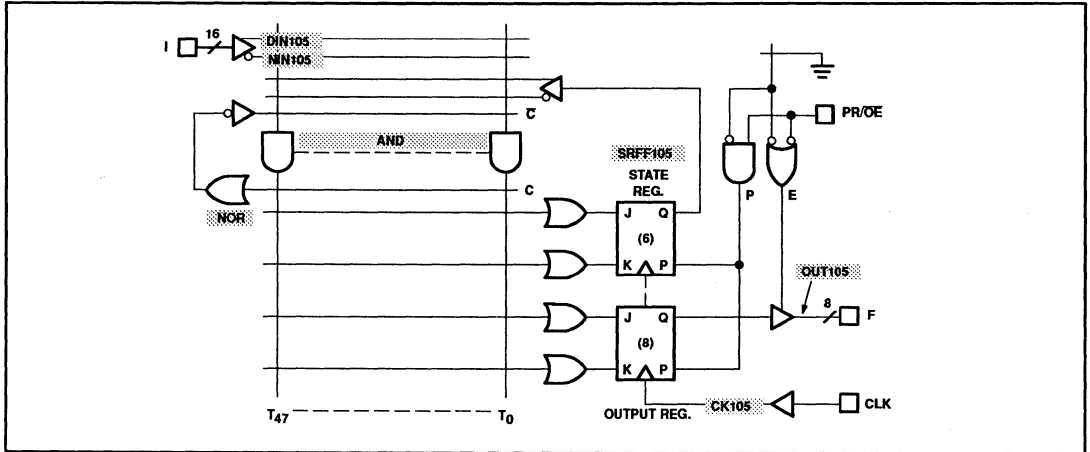 I
16
DIN105
NIN105
C̅
PR/O̅E̅
AND
SRFF105
STATE
REG.
P
E
C
NOR
J Q
(6)
K P
OUT105
J Q
8
F
(8)
K P
T47
T0
OUTPUT REG.
CK105
CLK